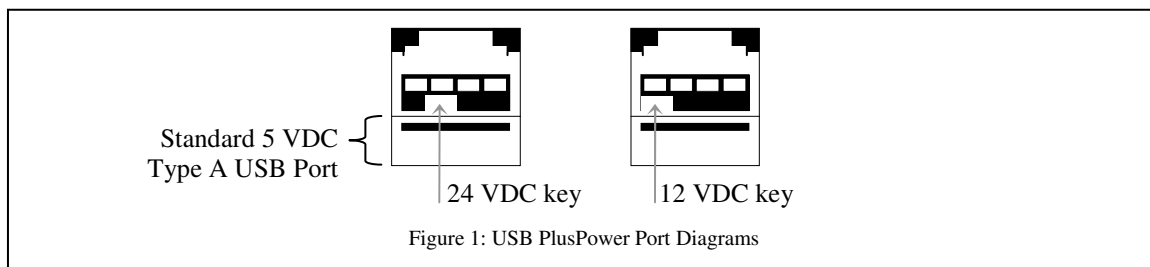 Standard 5 VDC
Type A USB Port
24 VDC key
12 VDC key
Figure 1: USB PlusPower Port Diagrams